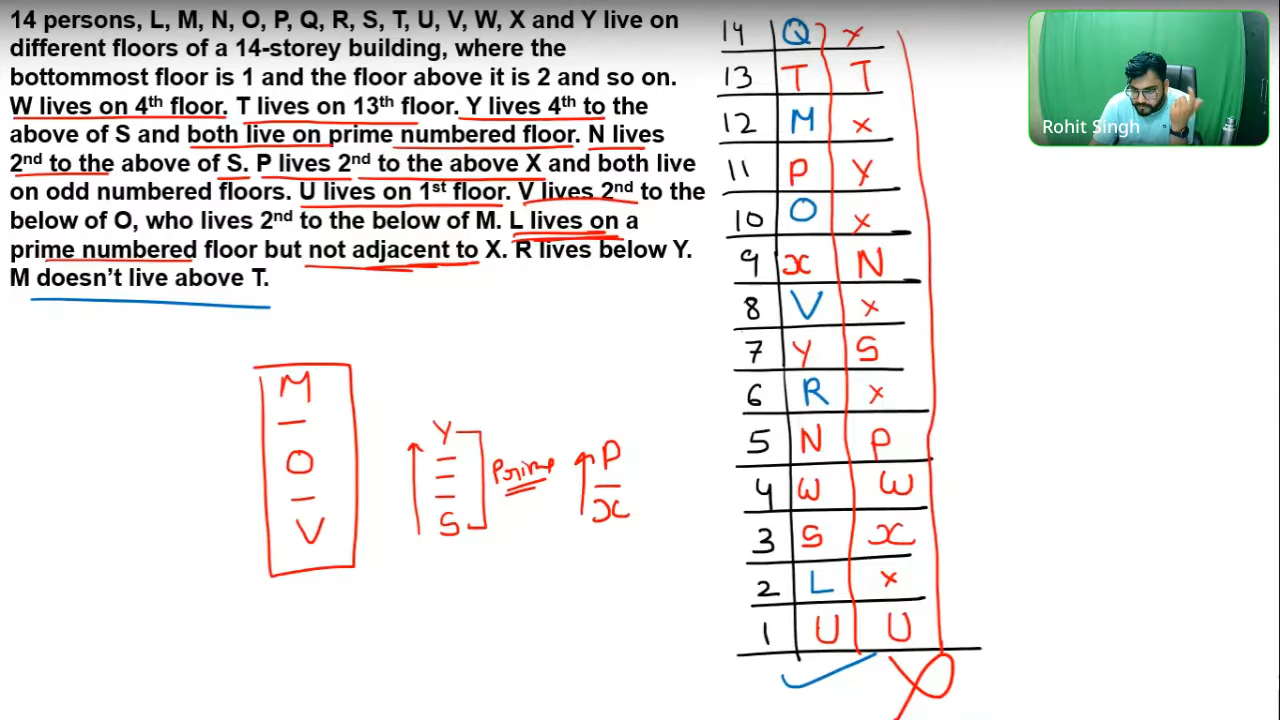 14 persons, L, M, N, O, P, Q, R, S, T, U, V, W, X and Y live on
different floors of a 14-storey building, where the
bottommost floor is 1 and the floor above it is 2 and so on.
W lives on 4th floor. T lives on 13th floor. Y lives 4th to the
above of S and both live on prime numbered floor. N lives
2nd to the above of S. P lives 2nd to the above X and both live
on odd numbered floors. U lives on 1st floor. V lives 2nd to the
below of O, who lives 2nd to the below of M. L lives on a
prime numbered floor but not adjacent to X. R lives below Y.
M doesn't live above T.
M
O
V
Y
S
Prime
P
x
14 Q x
13 T T
12 M x
11 P Y
10 O x
9 x N
8 V x
7 Y S
6 R x
5 N P
4 W W
3 S x
2 L x
1 U U
Rohit Singh